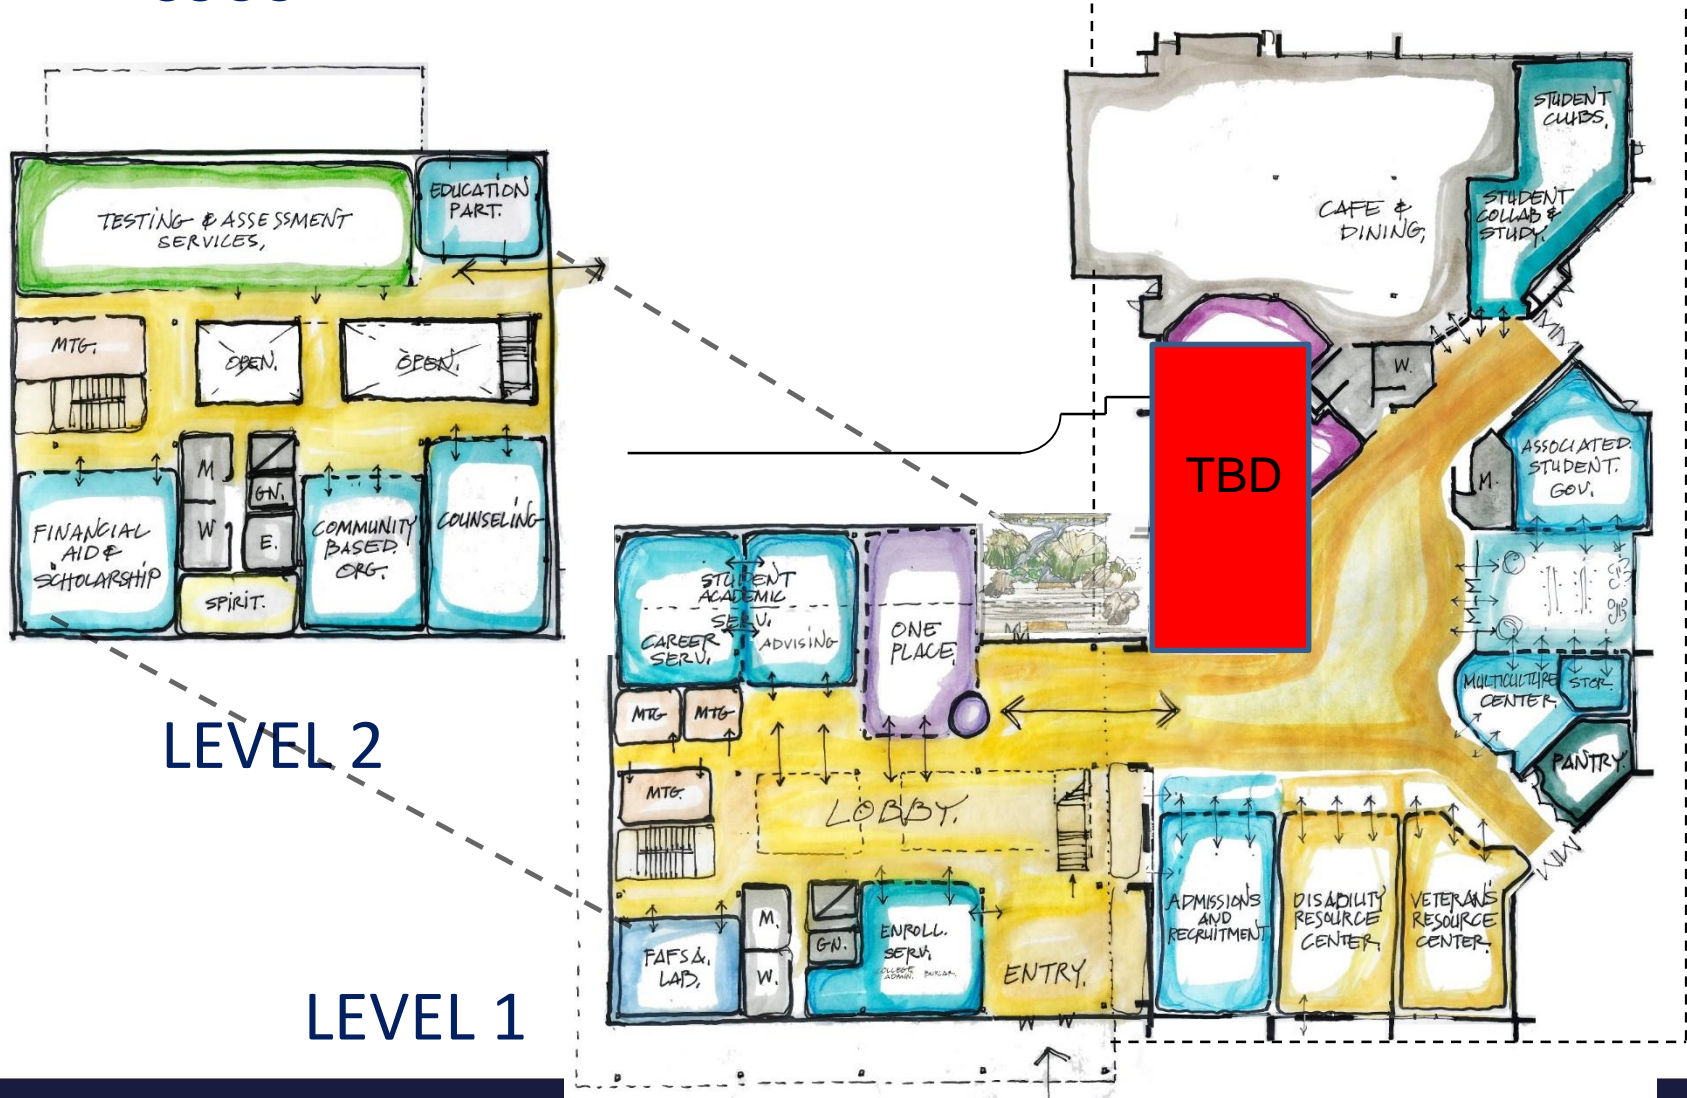 TESTING & ASSESSMENT
SERVICES,
EDUCATION
PART.
MTG.
OPEN.
OPEN.
M
W
GN.
E.
FINANCIAL
AID &
SCHOLARSHIP
SPIRIT.
COMMUNITY
BASED
ORG.
COUNSELING
LEVEL 2
STUDENT
CLUBS,
STUDENT
COLLAB &
STUDY.
CAFE &
DINING,
W.
TBD
ASSOCIATED
STUDENT.
GOV.
M.
STUDENT
ACADEMIC
SERV.
CAREER
SERV.
ADVISING
ONE
PLACE
MTG
MTG
MTG.
LOBBY.
MULTICULTURE
CENTER
STOR.
PANTRY.
FAFSA.
LAB.
M.
W.
GN.
ENROLL.
SERV.
COLLEGE
ADMIN.
BURSAR.
ENTRY.
ADMISSIONS
AND
RECRUITMENT
DISABILITY
RESOURCE
CENTER,
VETERANS
RESOURCE
CENTER.
LEVEL 1